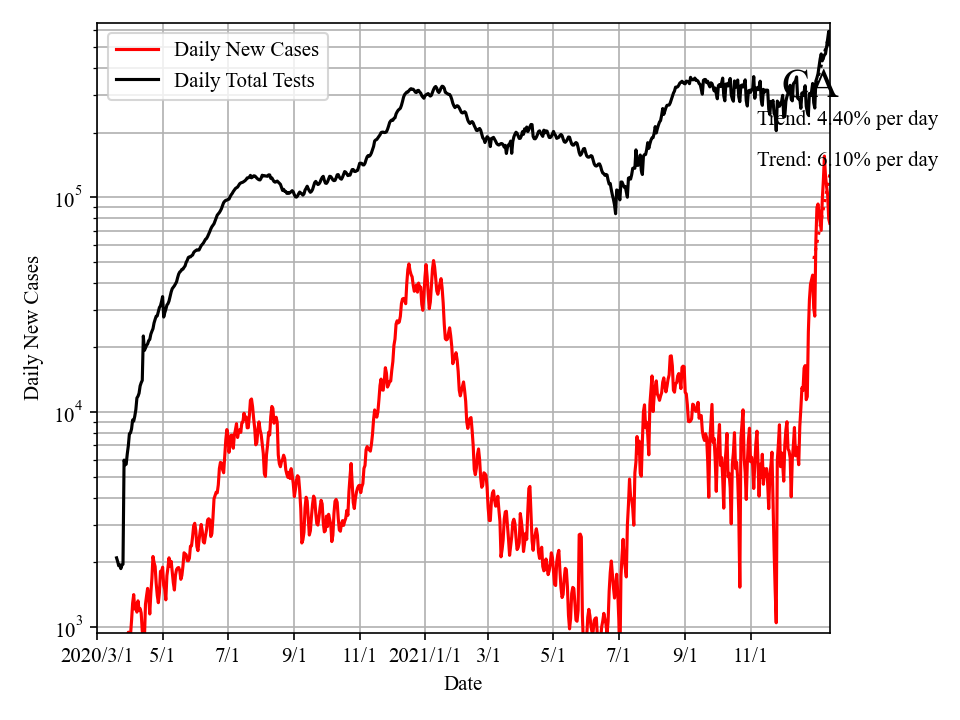 Daily New Cases
Daily Total Tests
CA
Trend: 4.40% per day
Trend: 6.10% per day
10^5
10^4
10^3
Daily New Cases
2020/3/1 5/1 7/1 9/1 11/1 2021/1/1 3/1 5/1 7/1 9/1 11/1
Date